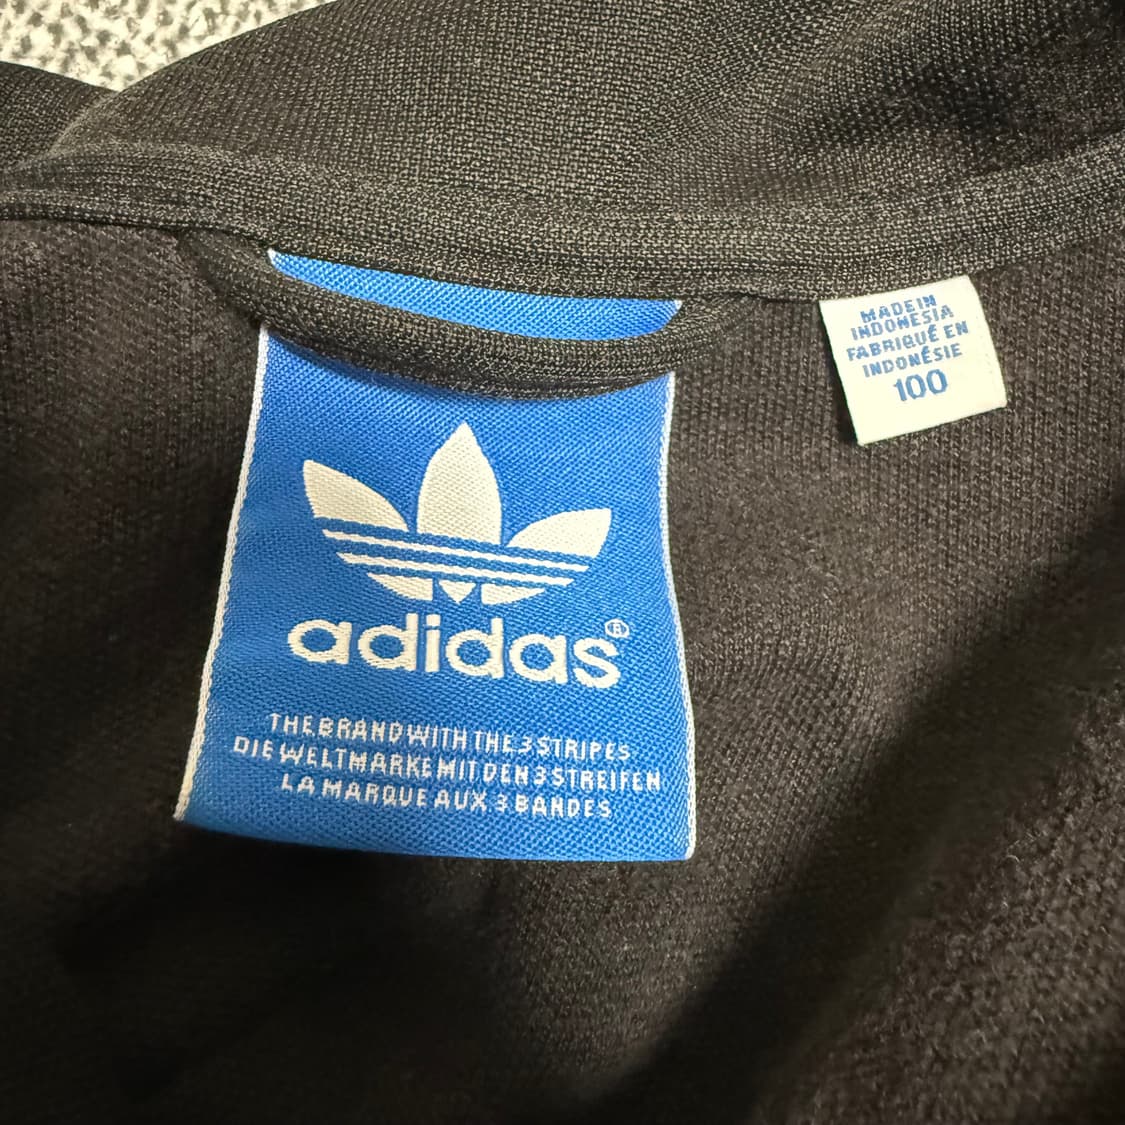 adidas®
THE BRAND WITH THE 3 STRIPES
DIE WELTMARKE MIT DEN 3 STREIFEN
LA MARQUE AUX 3 BANDES
MADE IN
INDONESIA
FABRIQUÉ EN
INDONÉSIE
100